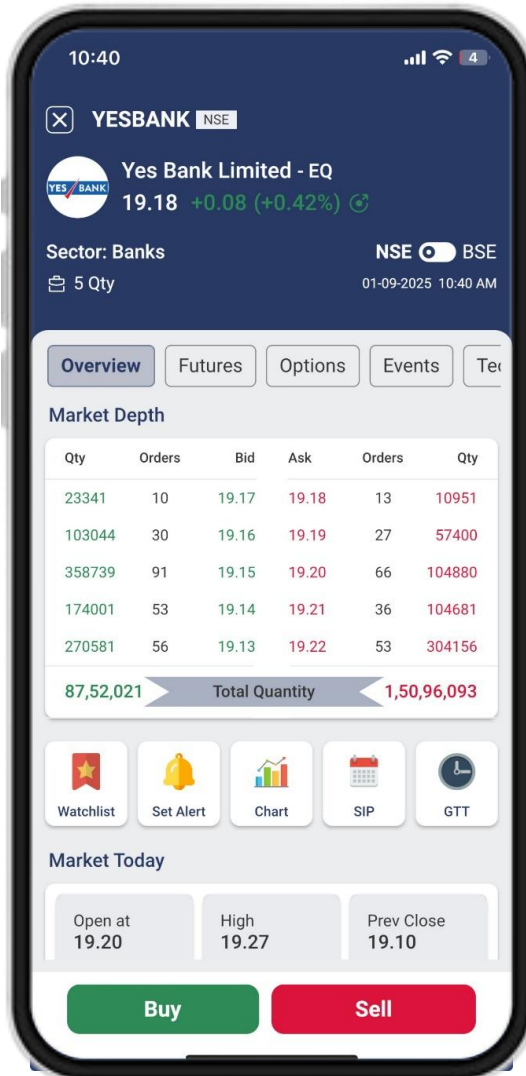 10:40 4
YESBANK NSE
YES BANK
Yes Bank Limited - EQ
19.18 +0.08 (+0.42%)
Sector: Banks NSE BSE
5 Qty 01-09-2025 10:40 AM
Overview Futures Options Events Tec
Market Depth
Qty Orders Bid Ask Orders Qty
23341 10 19.17 19.18 13 10951
103044 30 19.16 19.19 27 57400
358739 91 19.15 19.20 66 104880
174001 53 19.14 19.21 36 104681
270581 56 19.13 19.22 53 304156
87,52,021 Total Quantity 1,50,96,093
Watchlist Set Alert Chart SIP GTT
Market Today
Open at High Prev Close
19.20 19.27 19.10
Buy Sell